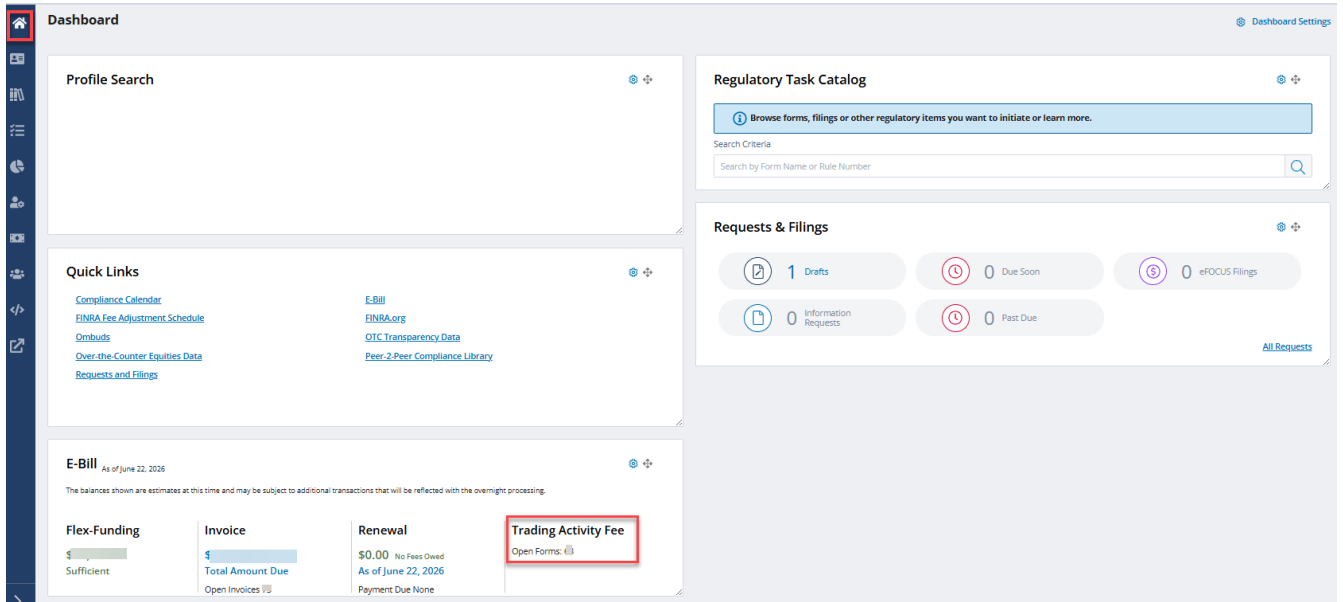 Dashboard
Dashboard Settings
Profile Search
Quick Links
Compliance Calendar
FINRA Fee Adjustment Schedule
Ombuds
Over-the-Counter Equities Data
Requests and Filings
E-Bill
FINRA.org
OTC Transparency Data
Peer-2-Peer Compliance Library
E-Bill As of June 22, 2026
The balances shown are estimates at this time and may be subject to additional transactions that will be reflected with the overnight processing.
Flex-Funding
$
Sufficient
Invoice
$
Total Amount Due
Open Invoices
Renewal
$0.00 No Fees Owed
As of June 22, 2026
Payment Due None
Trading Activity Fee
Open Forms:
Regulatory Task Catalog
Browse forms, filings or other regulatory items you want to initiate or learn more.
Search Criteria
Search by Form Name or Rule Number
Requests & Filings
1 Drafts
0 Due Soon
0 eFOCUS Filings
0 Information
Requests
0 Past Due
All Requests